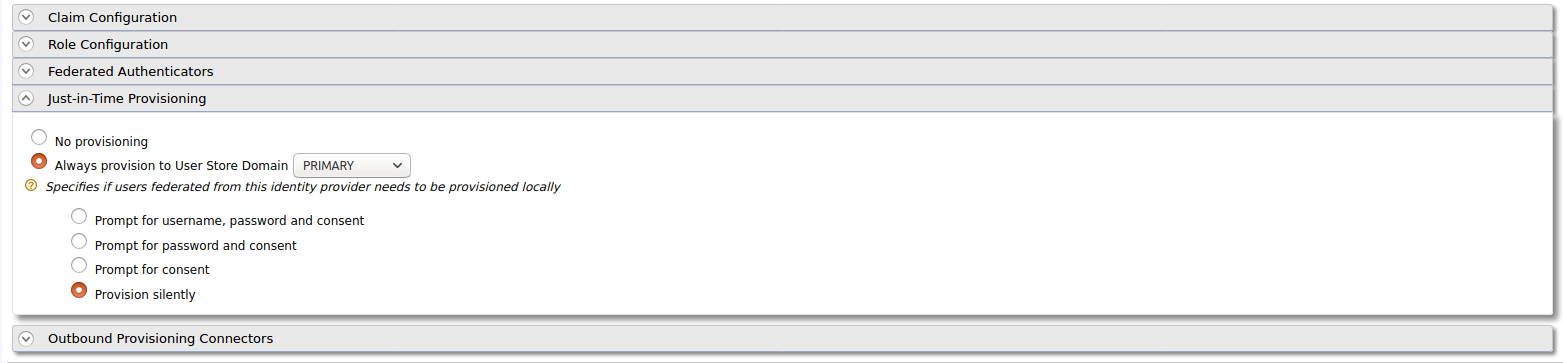 Claim Configuration
Role Configuration
Federated Authenticators
Just-in-Time Provisioning
No provisioning
Always provision to User Store Domain PRIMARY
? Specifies if users federated from this identity provider needs to be provisioned locally
Prompt for username, password and consent
Prompt for password and consent
Prompt for consent
Provision silently
Outbound Provisioning Connectors